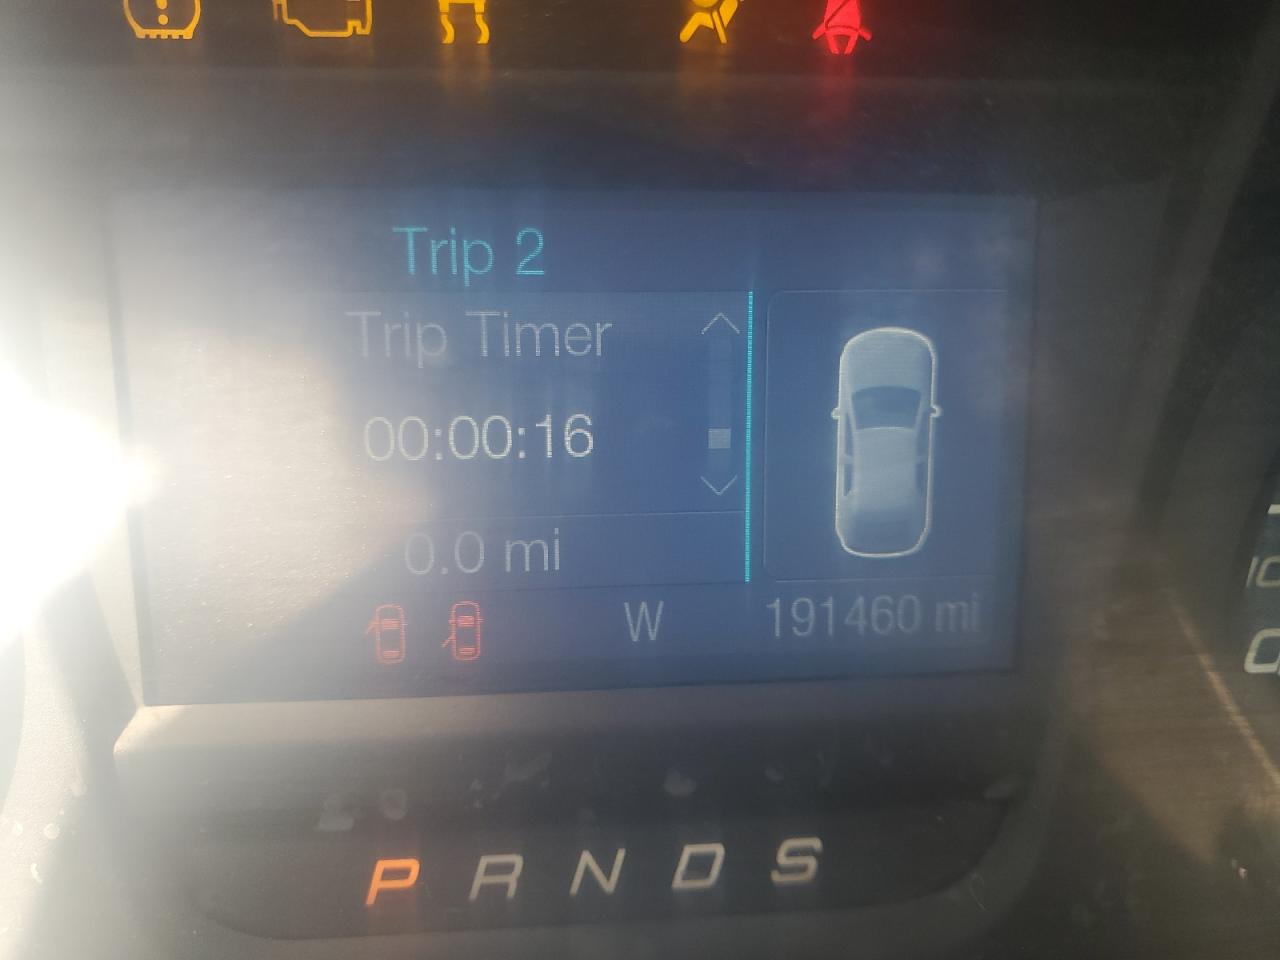 Trip 2
Trip Timer
00:00:16
0.0 mi
W 191460 mi
P R N D S